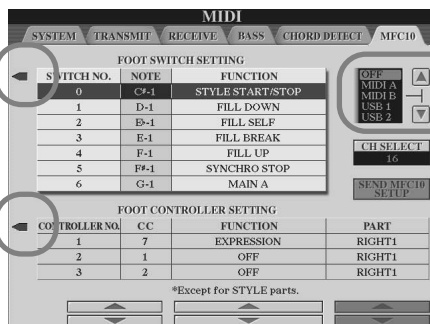 MIDI
SYSTEM TRANSMIT RECEIVE BASS CHORD DETECT MFC10
FOOT SWITCH SETTING
SWITCH NO. NOTE FUNCTION
0 C#-1 STYLE START/STOP
1 D-1 FILL DOWN
2 E♭-1 FILL SELF
3 E-1 FILL BREAK
4 F-1 FILL UP
5 F#-1 SYNCHRO STOP
6 G-1 MAIN A
OFF
MIDI A
MIDI B
USB 1
USB 2
CH SELECT
16
SEND MFC10
SETUP
FOOT CONTROLLER SETTING
CONTROLLER NO. CC FUNCTION PART
1 7 EXPRESSION RIGHT1
2 1 OFF RIGHT1
3 2 OFF RIGHT1
*Except for STYLE parts.